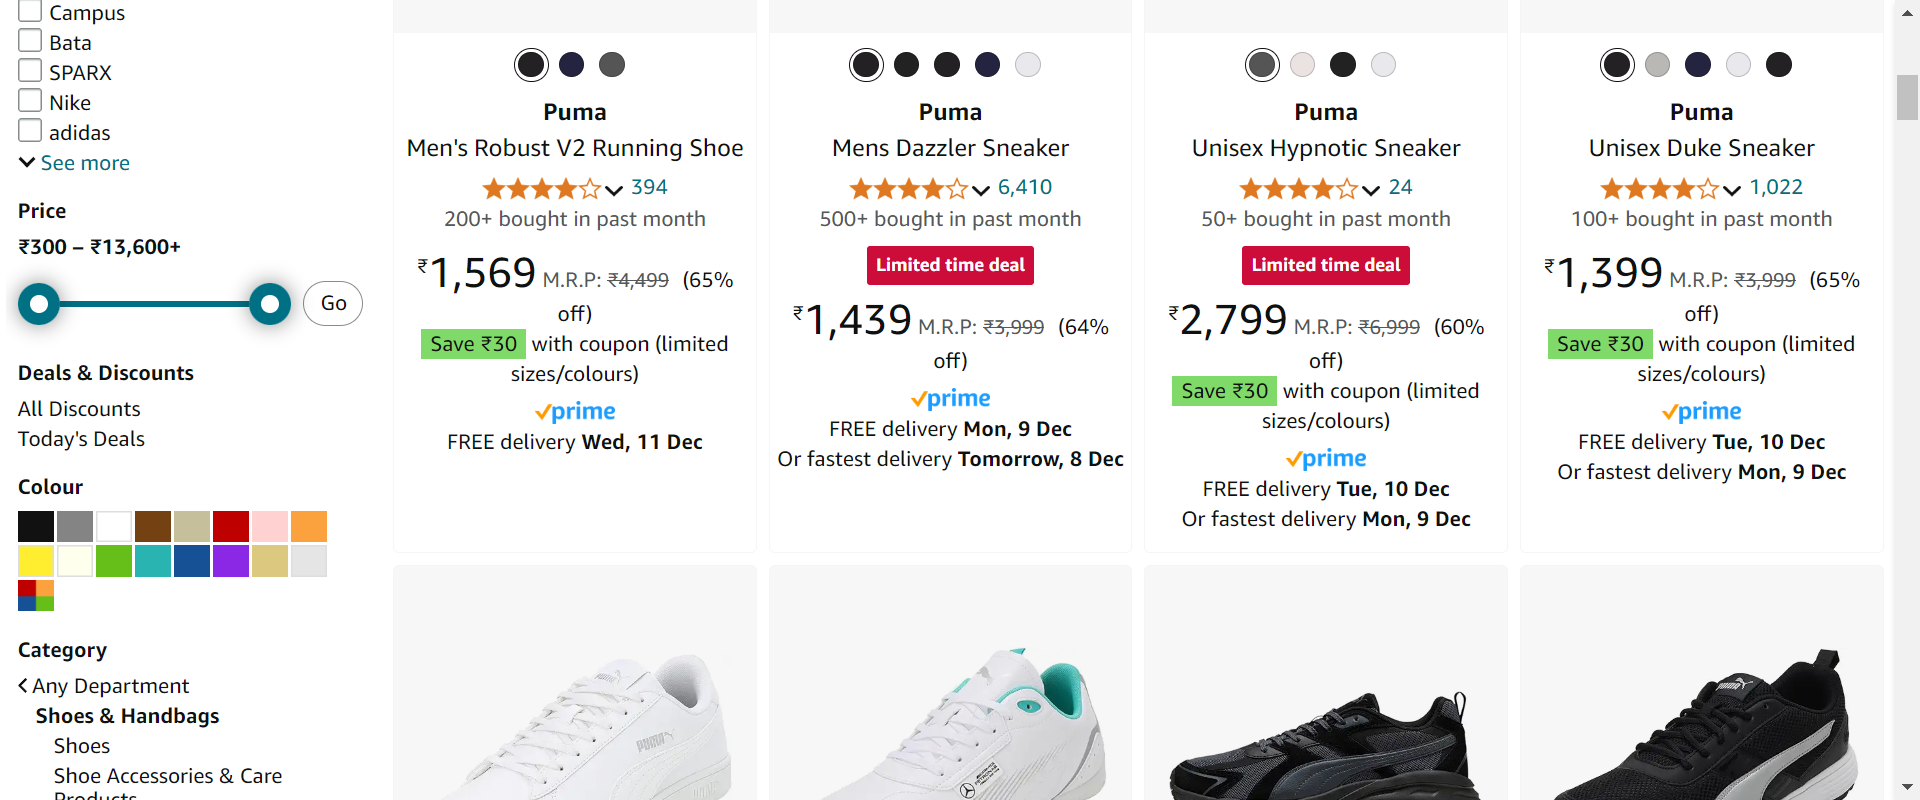 Campus
Bata
SPARX
Nike
adidas
See more
Price
₹300 – ₹13,600+
Go
Deals & Discounts
All Discounts
Today's Deals
Colour
Category
Any Department
Shoes & Handbags
Shoes
Shoe Accessories & Care
Products
Puma
Men's Robust V2 Running Shoe
394
200+ bought in past month
₹1,569 M.R.P: ₹4,499 (65%
off)
Save ₹30 with coupon (limited
sizes/colours)
prime
FREE delivery Wed, 11 Dec
Puma
Mens Dazzler Sneaker
6,410
500+ bought in past month
Limited time deal
₹1,439 M.R.P: ₹3,999 (64%
off)
prime
FREE delivery Mon, 9 Dec
Or fastest delivery Tomorrow, 8 Dec
Puma
Unisex Hypnotic Sneaker
24
50+ bought in past month
Limited time deal
₹2,799 M.R.P: ₹6,999 (60%
off)
Save ₹30 with coupon (limited
sizes/colours)
prime
FREE delivery Tue, 10 Dec
Or fastest delivery Mon, 9 Dec
Puma
Unisex Duke Sneaker
1,022
100+ bought in past month
₹1,399 M.R.P: ₹3,999 (65%
off)
Save ₹30 with coupon (limited
sizes/colours)
prime
FREE delivery Tue, 10 Dec
Or fastest delivery Mon, 9 Dec
PUMA
PUMA